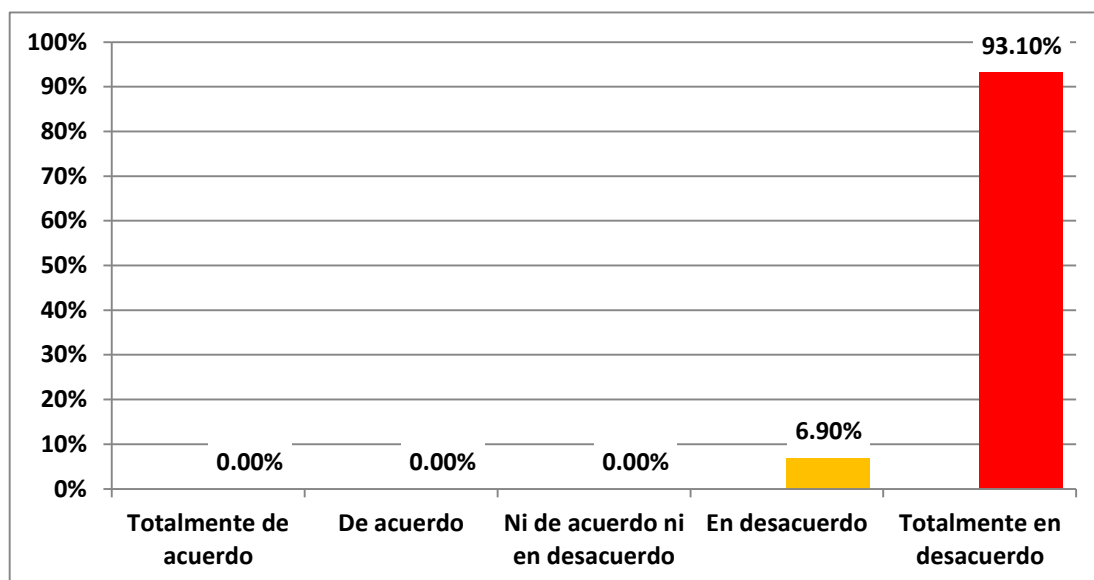 100%
93.10%
90%
80%
70%
60%
50%
40%
30%
20%
10%
6.90%
0.00% 0.00% 0.00%
0%
Totalmente de acuerdo
De acuerdo
Ni de acuerdo ni en desacuerdo
En desacuerdo
Totalmente en desacuerdo